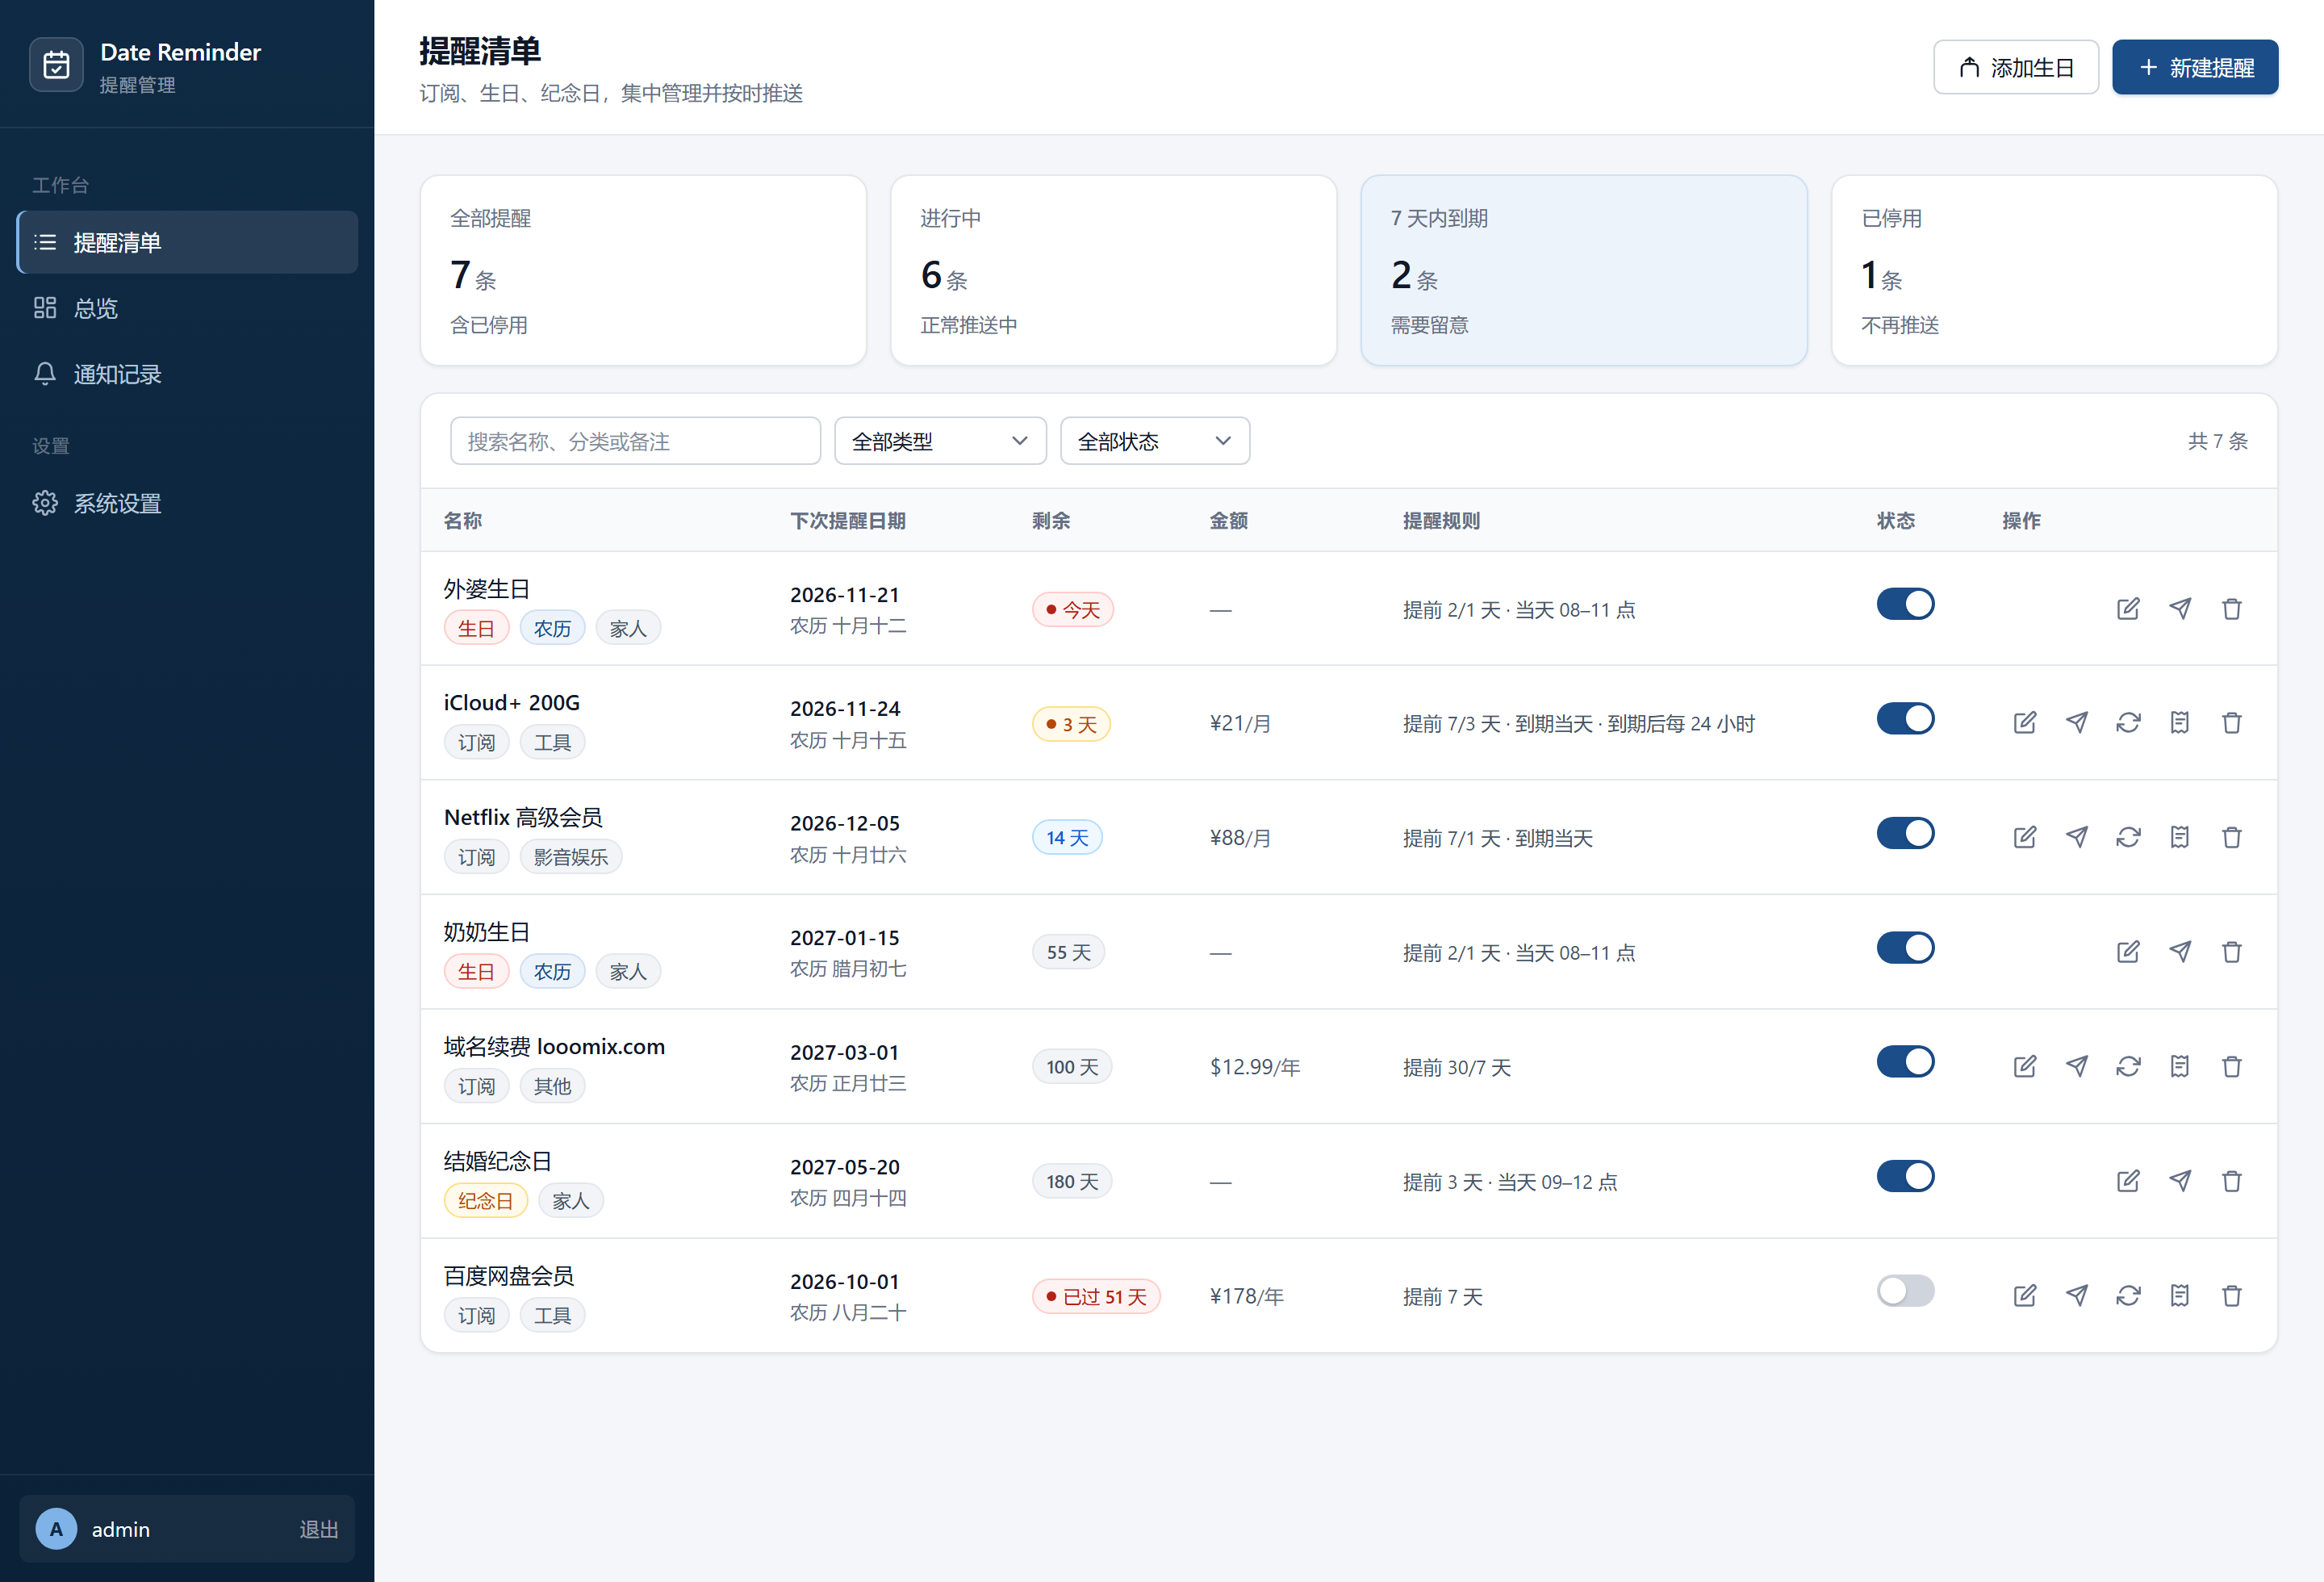 Date Reminder
提醒管理
工作台
提醒清单
总览
通知记录
设置
系统设置
A
admin
退出
提醒清单
订阅、生日、纪念日，集中管理并按时推送
添加生日
新建提醒
全部提醒
7 条
含已停用
进行中
6 条
正常推送中
7 天内到期
2 条
需要留意
已停用
1 条
不再推送
搜索名称、分类或备注
全部类型
全部状态
共 7 条
名称 下次提醒日期 剩余 金额 提醒规则 状态 操作
外婆生日
生日 农历 家人
2026-11-21
农历 十月十二
今天
—
提前 2/1 天 · 当天 08–11 点
iCloud+ 200G
订阅 工具
2026-11-24
农历 十月十五
3 天
¥21/月
提前 7/3 天 · 到期当天 · 到期后每 24 小时
Netflix 高级会员
订阅 影音娱乐
2026-12-05
农历 十月廿六
14 天
¥88/月
提前 7/1 天 · 到期当天
奶奶生日
生日 农历 家人
2027-01-15
农历 腊月初七
55 天
—
提前 2/1 天 · 当天 08–11 点
域名续费 looomix.com
订阅 其他
2027-03-01
农历 正月廿三
100 天
$12.99/年
提前 30/7 天
结婚纪念日
纪念日 家人
2027-05-20
农历 四月十四
180 天
—
提前 3 天 · 当天 09–12 点
百度网盘会员
订阅 工具
2026-10-01
农历 八月二十
已过 51 天
¥178/年
提前 7 天